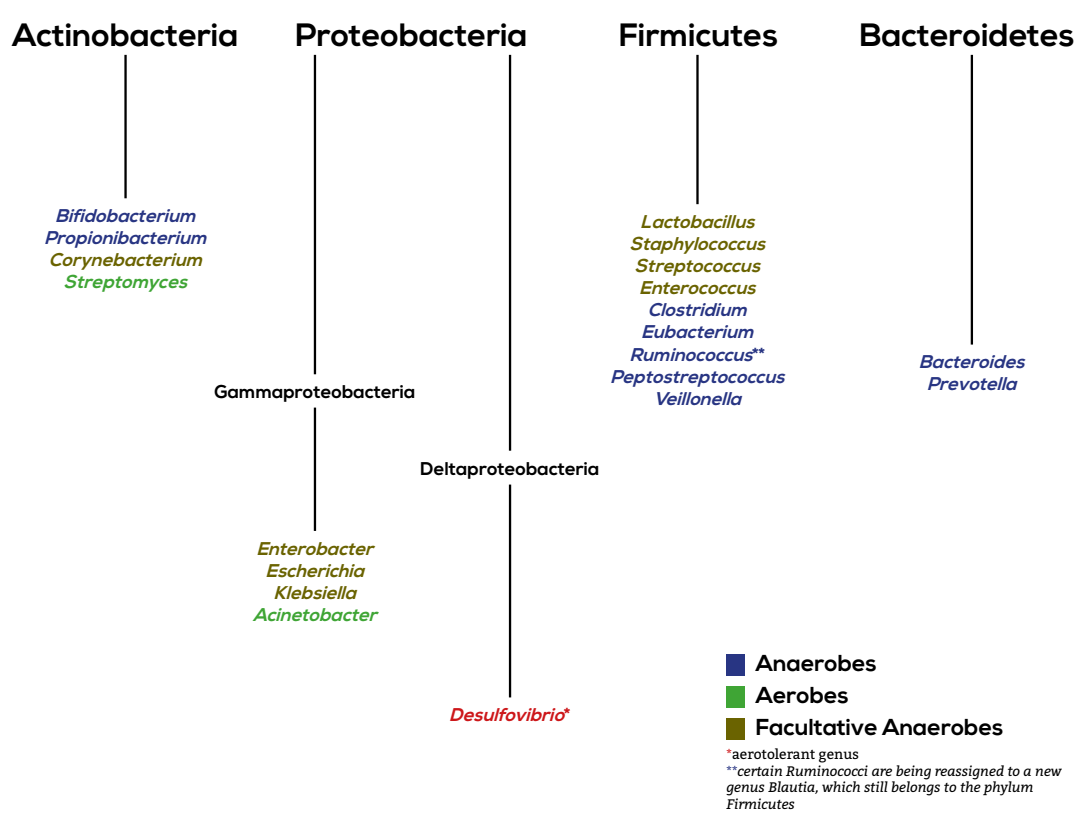 Actinobacteria
Proteobacteria
Firmicutes
Bacteroidetes
Bifidobacterium
Propionibacterium
Corynebacterium
Streptomyces
Gammaproteobacteria
Enterobacter
Escherichia
Klebsiella
Acinetobacter
Deltaproteobacteria
Desulfovibrio*
Lactobacillus
Staphylococcus
Streptococcus
Enterococcus
Clostridium
Eubacterium
Ruminococcus**
Peptostreptococcus
Veillonella
Bacteroides
Prevotella
Anaerobes
Aerobes
Facultative Anaerobes
*aerotolerant genus
**certain Ruminococci are being reassigned to a new
genus Blautia, which still belongs to the phylum
Firmicutes